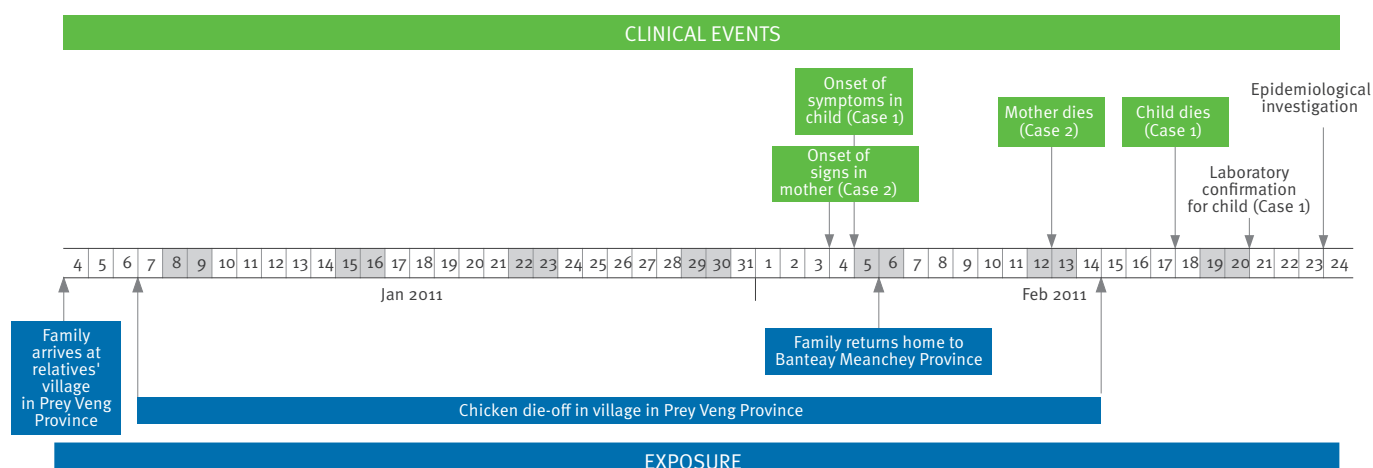 CLINICAL EVENTS
Onset of
symptoms in
child (Case 1)
Onset of
signs in
mother (Case 2)
Mother dies
(Case 2)
Child dies
(Case 1)
Laboratory
confirmation
for child (Case 1)
Epidemiological
investigation
4 5 6 7 8 9 10 11 12 13 14 15 16 17 18 19 20 21 22 23 24 25 26 27 28 29 30 31 1 2 3 4 5 6 7 8 9 10 11 12 13 14 15 16 17 18 19 20 21 22 23 24
Jan 2011 Feb 2011
Family
arrives at
relatives'
village
in Prey Veng
Province
Family returns home to
Banteay Meanchey Province
Chicken die-off in village in Prey Veng Province
EXPOSURE